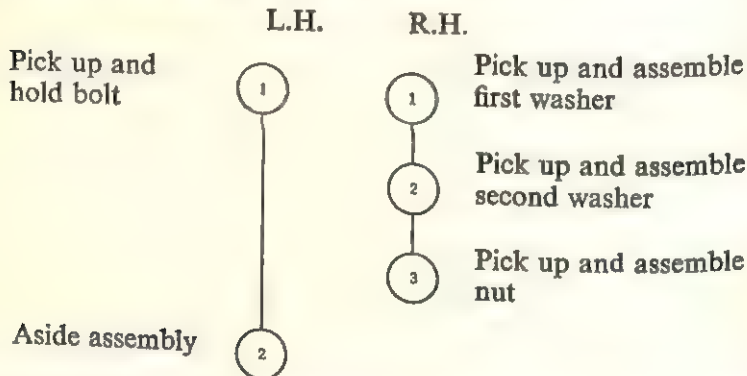 L.H. R.H.
Pick up and
hold bolt
1
1
Pick up and assemble
first washer
2
Pick up and assemble
second washer
3
Pick up and assemble
nut
Aside assembly
2